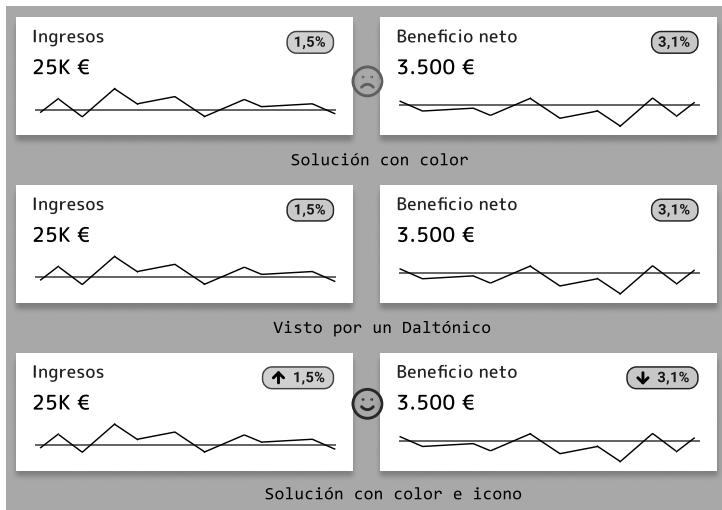 Ingresos
1,5%
25K €
Beneficio neto
3,1%
3.500 €
Solución con color
Ingresos
1,5%
25K €
Beneficio neto
3,1%
3.500 €
Visto por un Daltónico
Ingresos
1,5%
25K €
Beneficio neto
3,1%
3.500 €
Solución con color e icono